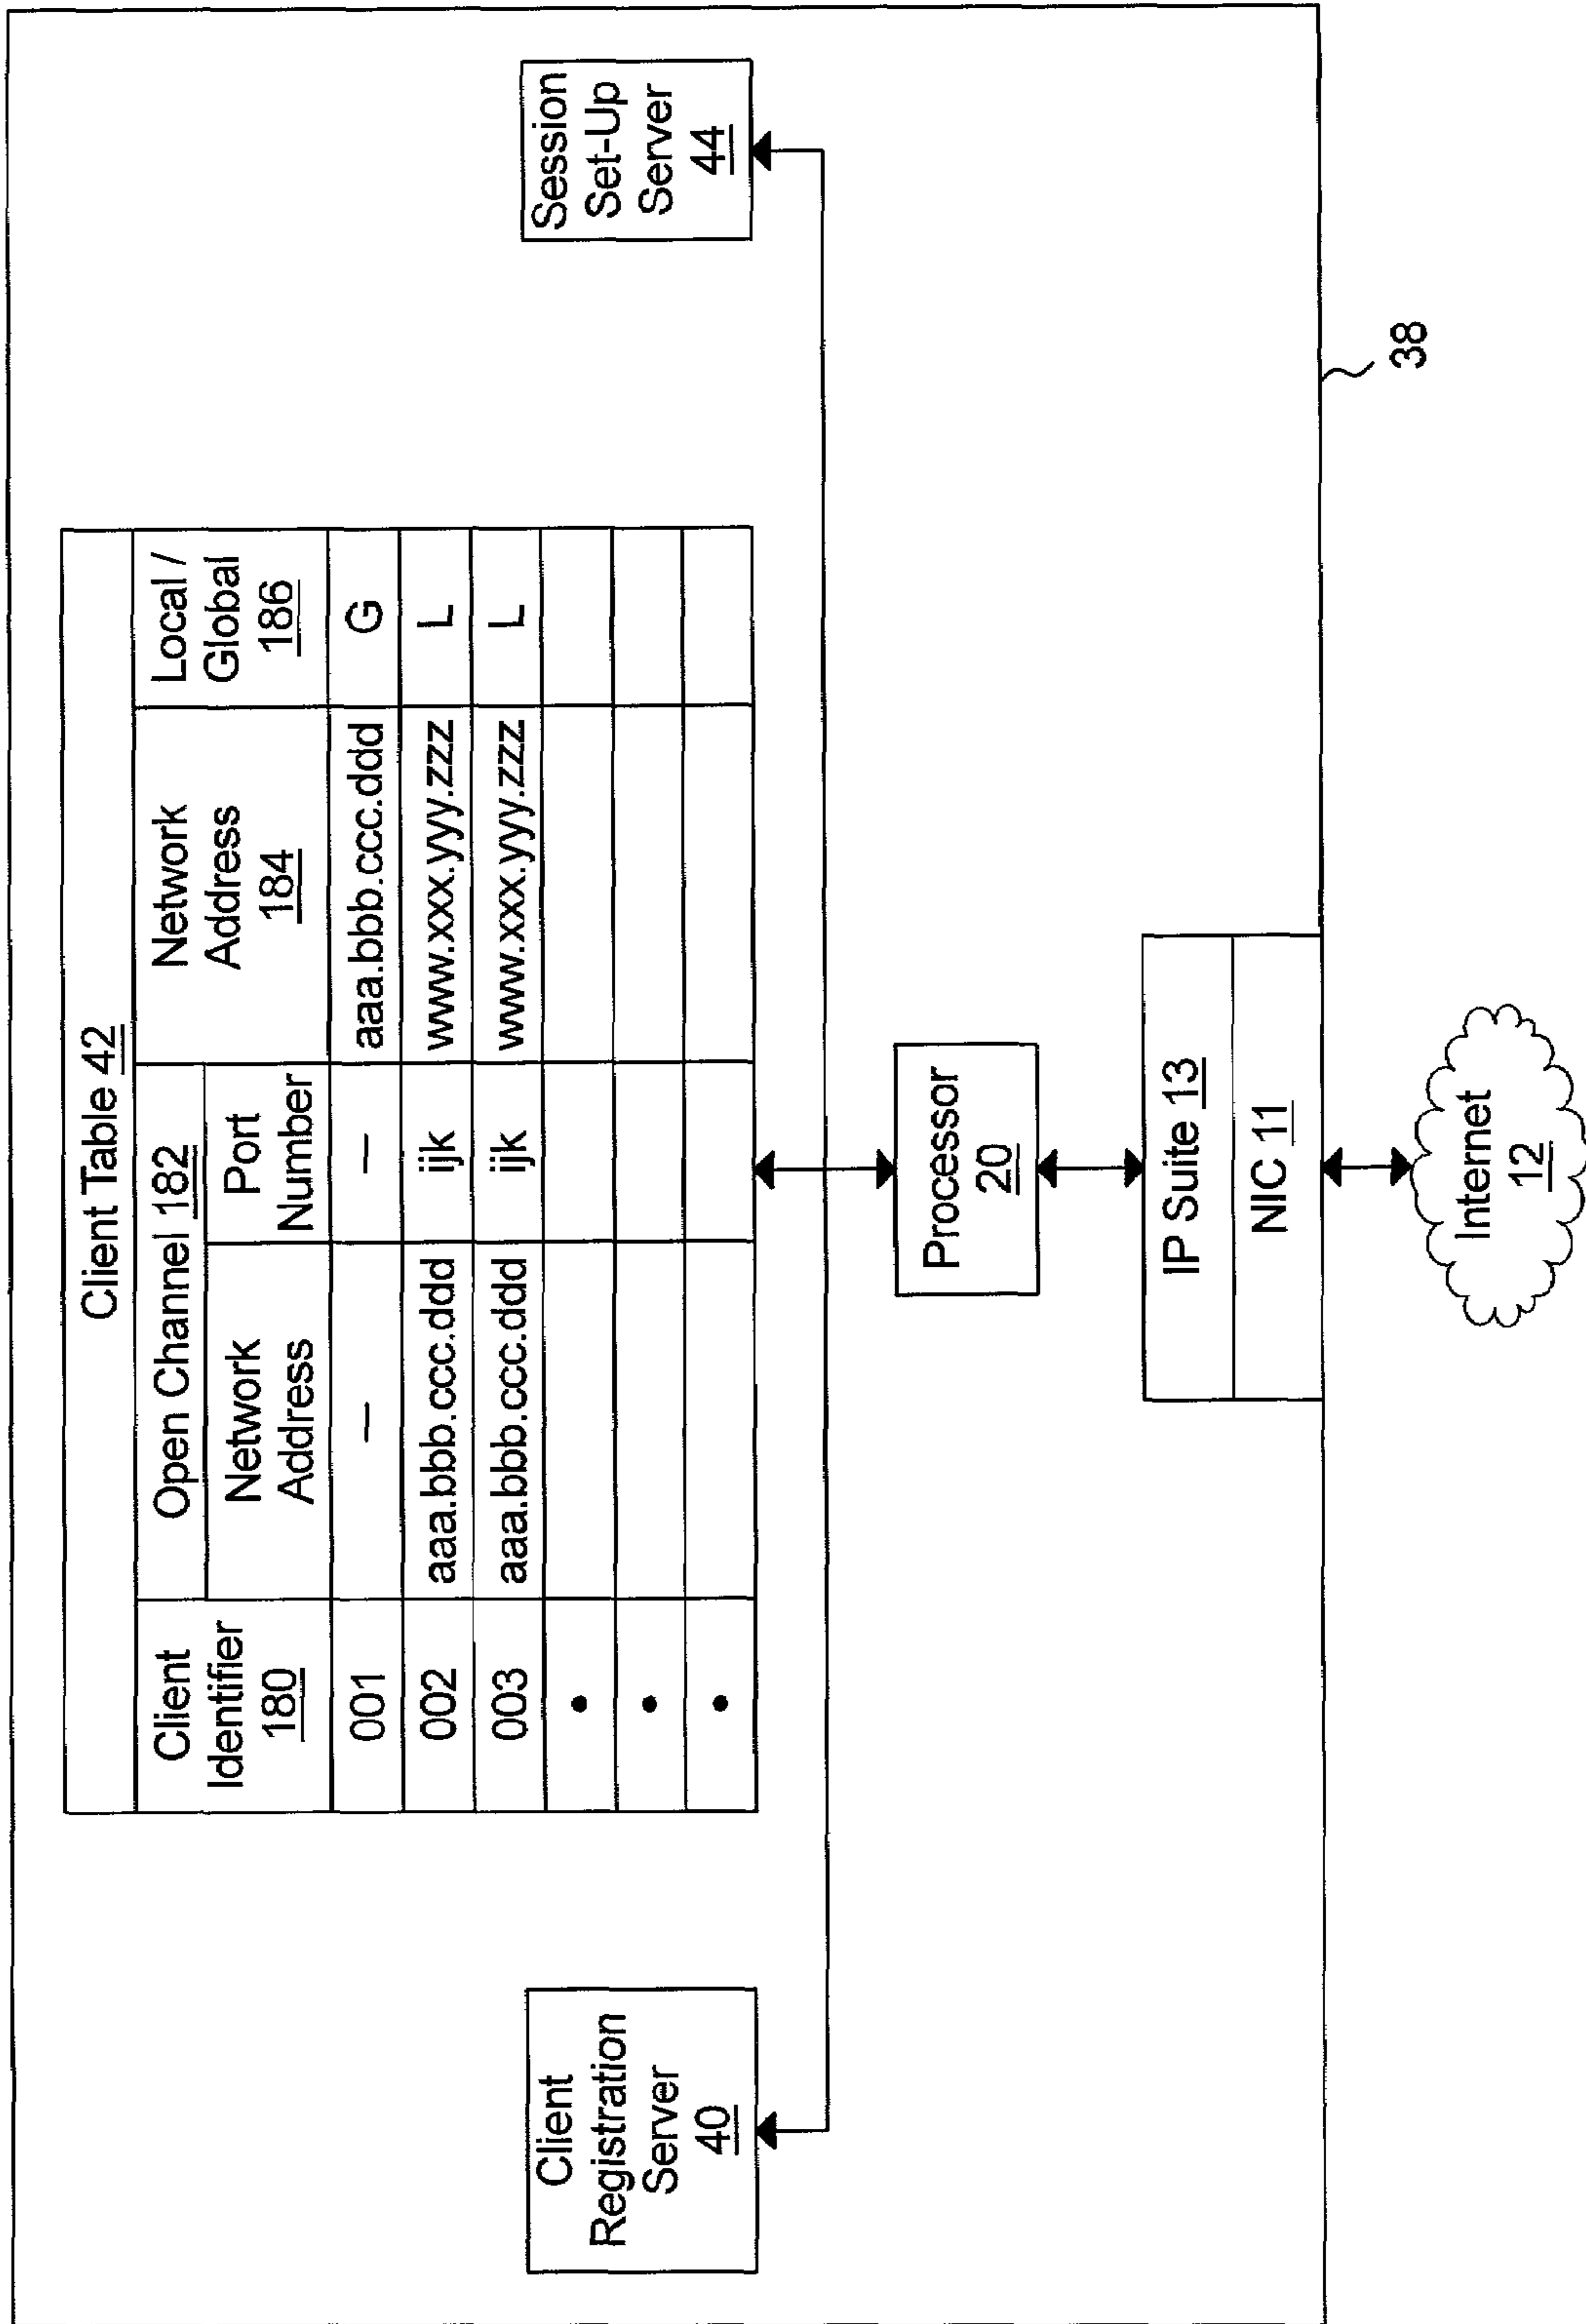 Client Table 42
Client
Identifier
180
Open Channel 182
Network
Address
Port
Number
Network
Address
184
Local /
Global
186
001 – – aaa.bbb.ccc.ddd G
002 aaa.bbb.ccc.ddd ijk www.xxx.yyy.zzz L
003 aaa.bbb.ccc.ddd ijk www.xxx.yyy.zzz L
•
•
•
Client
Registration
Server
40
Session
Set-Up
Server
44
Processor
20
IP Suite 13
NIC 11
38
Internet
12